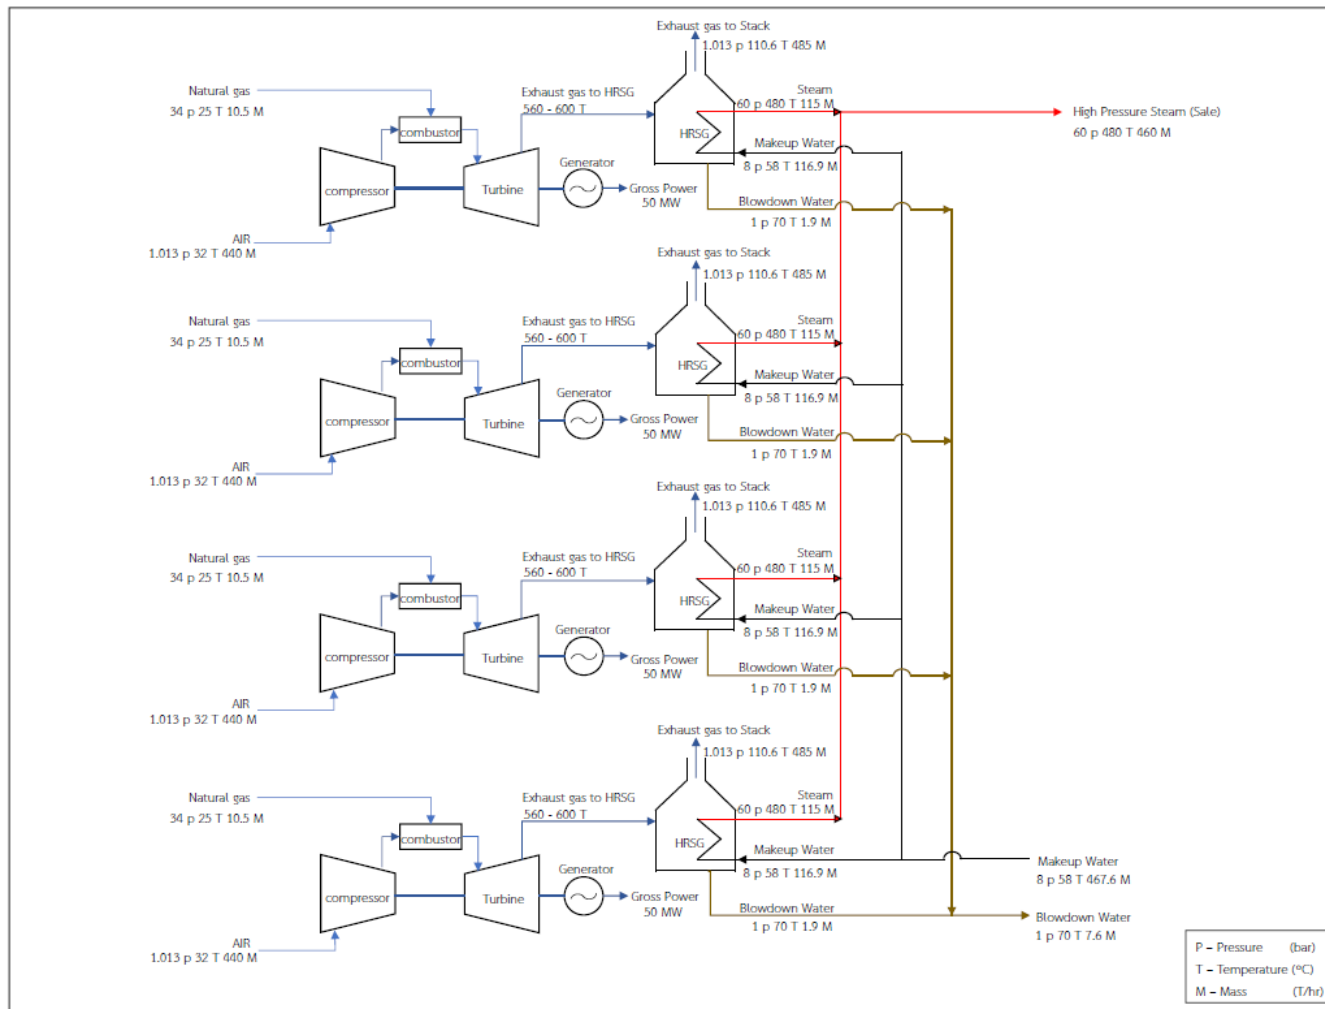 Exhaust gas to Stack
1.013 p 110.6 T 485 M
Natural gas
34 p 25 T 10.5 M
combustor
Exhaust gas to HRSG
560 - 600 T
Steam
60 p 480 T 115 M
High Pressure Steam (Sale)
60 p 480 T 460 M
HRSG
Makeup Water
8 p 58 T 116.9 M
compressor
Turbine
Generator
Gross Power
50 MW
Blowdown Water
1 p 70 T 1.9 M
AIR
1.013 p 32 T 440 M
Exhaust gas to Stack
1.013 p 110.6 T 485 M
Natural gas
34 p 25 T 10.5 M
combustor
Exhaust gas to HRSG
560 - 600 T
Steam
60 p 480 T 115 M
HRSG
Makeup Water
8 p 58 T 116.9 M
compressor
Turbine
Generator
Gross Power
50 MW
Blowdown Water
1 p 70 T 1.9 M
AIR
1.013 p 32 T 440 M
Exhaust gas to Stack
1.013 p 110.6 T 485 M
Natural gas
34 p 25 T 10.5 M
combustor
Exhaust gas to HRSG
560 - 600 T
Steam
60 p 480 T 115 M
HRSG
Makeup Water
8 p 58 T 116.9 M
compressor
Turbine
Generator
Gross Power
50 MW
Blowdown Water
1 p 70 T 1.9 M
AIR
1.013 p 32 T 440 M
Exhaust gas to Stack
1.013 p 110.6 T 485 M
Natural gas
34 p 25 T 10.5 M
combustor
Exhaust gas to HRSG
560 - 600 T
Steam
60 p 480 T 115 M
HRSG
Makeup Water
8 p 58 T 116.9 M
Makeup Water
8 p 58 T 467.6 M
compressor
Turbine
Generator
Gross Power
50 MW
Blowdown Water
1 p 70 T 1.9 M
Blowdown Water
1 p 70 T 7.6 M
AIR
1.013 p 32 T 440 M
P – Pressure (bar)
T – Temperature (ºC)
M – Mass (T/hr)